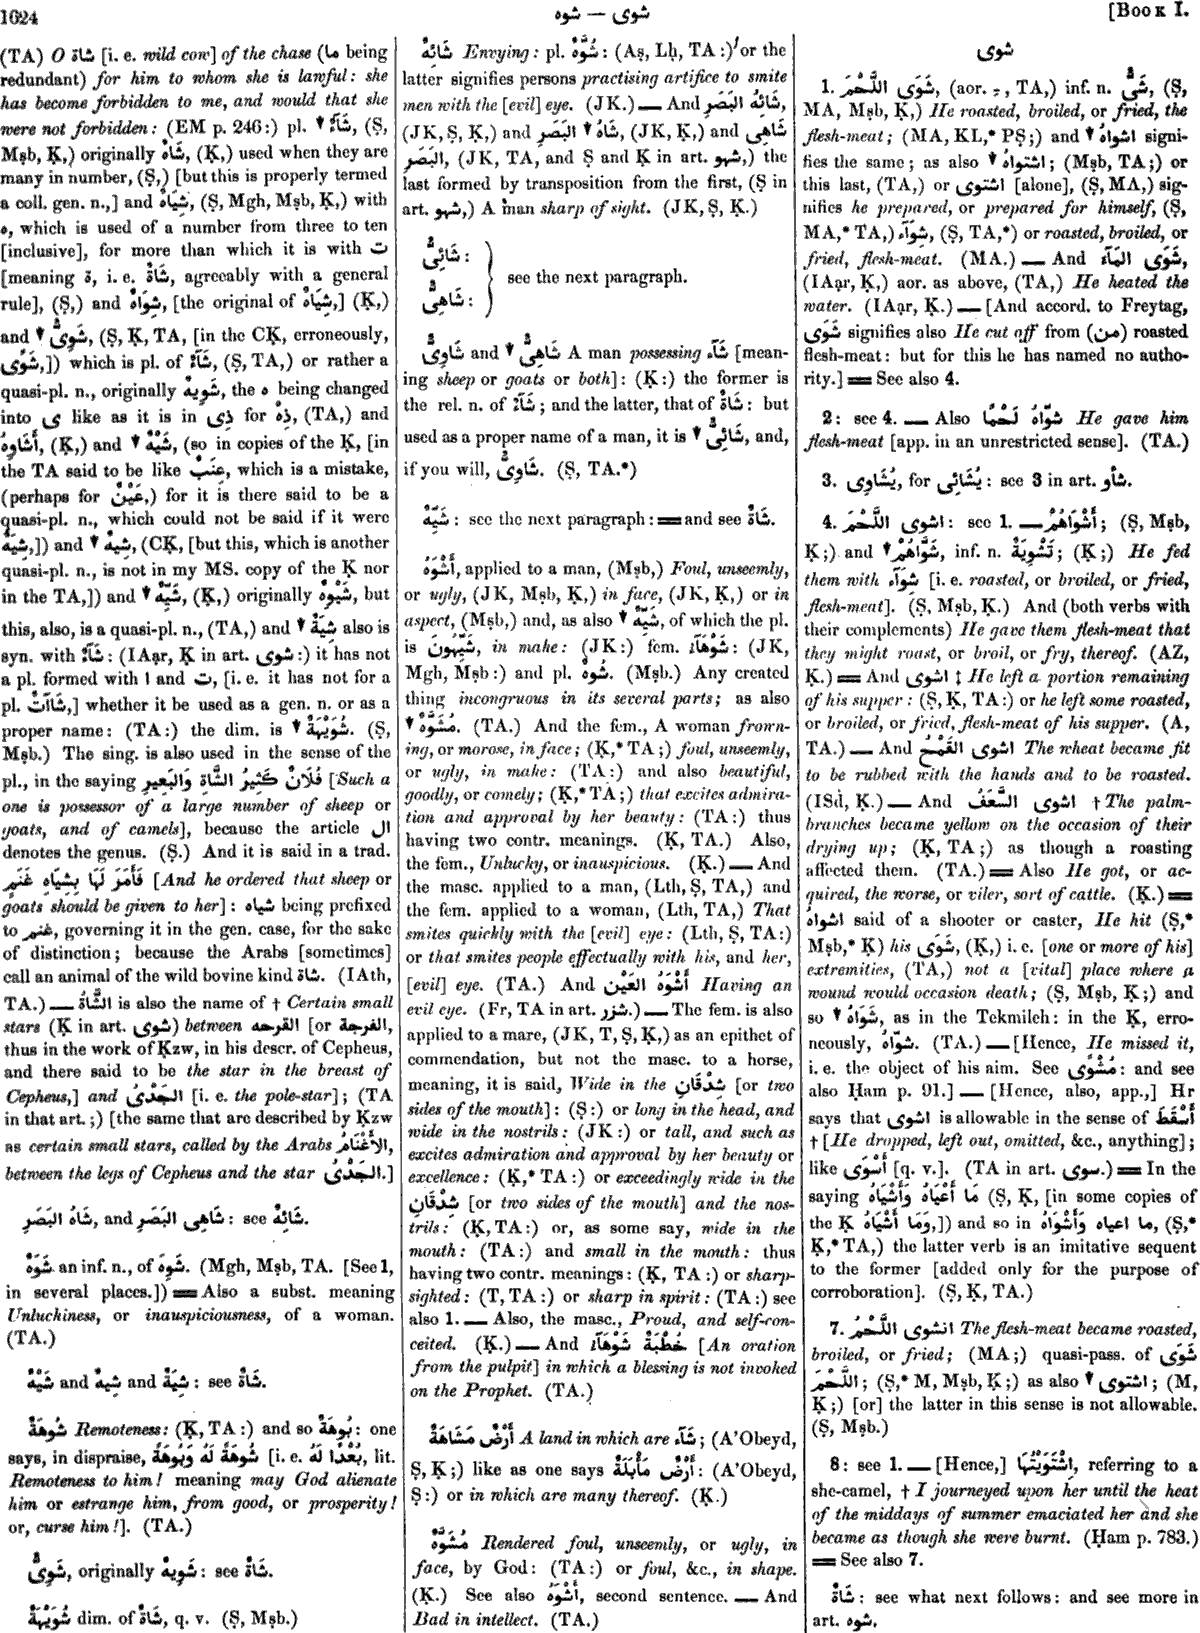 1624
شوه — شوى
[BOOK I.
(TA) O شَاة [i. e. wild cow] of the chase (ما being
redundant) for him to whom she is lawful: she
has become forbidden to me, and would that she
were not forbidden: (EM p. 246:) pl. ▼ شَآءٌ, (Ṣ,
Mṣb, Ḳ,) originally شَاهٌ, (Ḳ,) used when they are
many in number, (Ṣ,) [but this is properly termed
a coll. gen. n.,] and شِيَاهٌ, (Ṣ, Mgh, Mṣb, Ḳ,) with
ه, which is used of a number from three to ten
[inclusive], for more than which it is with ت
[meaning ة, i. e. شَاةٌ, agreeably with a general
rule], (Ṣ,) and شِوَاهٌ, [the original of شِيَاهٌ,] (Ḳ,)
and ▼ شَوِىٌّ, (Ṣ, Ḳ, TA, [in the CḲ, erroneously,
شَوًى,]) which is pl. of شَآءٌ, (Ṣ, TA,) or rather a
quasi-pl. n., originally شَوِيهٌ, the ه being changed
into ى like as it is in ذِى for ذِهْ, (TA,) and
أَشَاوِهُ, (Ḳ,) and ▼ شَيْهٌ, (so in copies of the Ḳ, [in
the TA said to be like عِنَبٌ, which is a mistake,
(perhaps for عَيْنٌ,) for it is there said to be a
quasi-pl. n., which could not be said if it were
شِيَهٌ,]) and ▼ شِيهٌ, (CḲ, [but this, which is another
quasi-pl. n., is not in my MS. copy of the Ḳ nor
in the TA,]) and ▼ شَيِّهٌ, (Ḳ,) originally شَيْوِهٌ, but
this, also, is a quasi-pl. n., (TA,) and ▼ شِيَةٌ also is
syn. with شَآءٌ: (IAạr, Ḳ in art. شوى:) it has not
a pl. formed with ا and ت, [i. e. it has not for a
pl. شَاآتٌ,] whether it be used as a gen. n. or as a
proper name: (TA:) the dim. is ▼ شُوَيْهَةٌ. (Ṣ,
Mṣb.) The sing. is also used in the sense of the
pl., in the saying فُلَانٌ كَثِيرُ الشَّاةِ وَالبَعِيرِ [Such a
one is possessor of a large number of sheep or
goats, and of camels], because the article ال
denotes the genus. (Ṣ.) And it is said in a trad.
فَأَمَرَ لَهَا بِشِيَاهِ غَنَمٍ [And he ordered that sheep or
goats should be given to her]: شياه being prefixed
to غنم, governing it in the gen. case, for the sake
of distinction; because the Arabs [sometimes]
call an animal of the wild bovine kind شاة. (IAth,
TA.) — الشَّاةُ is also the name of † Certain small
stars (Ḳ in art. شوى) between القرحه [or الفرجة,
thus in the work of Ḳzw, in his descr. of Cepheus,
and there said to be the star in the breast of
Cepheus,] and الجَدْىُ [i. e. the pole-star]; (TA
in that art.;) [the same that are described by Ḳzw
as certain small stars, called by the Arabs الأَغْنَامُ,
between the legs of Cepheus and the star الجَدْىُ.]
شَاهُ البَصَرِ, and شَاهِى البَصَرِ: see شَائِهٌ.
شَوَهٌ an inf. n., of شَوِهَ. (Mgh, Mṣb, TA. [See 1,
in several places.]) = Also a subst. meaning
Unluckiness, or inauspiciousness, of a woman.
(TA.)
شَيْهٌ and شِيهٌ and شِيَةٌ: see شَاةٌ.
شُوهَةٌ Remoteness: (Ḳ, TA:) and so بُوهَةٌ: one
says, in dispraise, شُوهَةً لَهُ وَبُوهَةً [i. e. بُعْدًا لَهُ, lit.
Remoteness to him! meaning may God alienate
him or estrange him, from good, or prosperity!
or, curse him!]. (TA.)
شَوِىٌّ, originally شَوِيهٌ: see شَاةٌ.
شُوَيْهَةٌ dim. of شَاةٌ, q. v. (Ṣ, Mṣb.)
شَائِهٌ Envying: pl. شُوَّهٌ: (Aṣ, Lḥ, TA:) or the
latter signifies persons practising artifice to smite
men with the [evil] eye. (JK.) — And شَائِهُ البَصَرِ,
(JK, Ṣ, Ḳ,) and ▼ شَاهُ البَصَرِ, (JK, Ḳ,) and شَاهِى
البَصَرِ, (JK, TA, and Ṣ and Ḳ in art. شهو,) the
last formed by transposition from the first, (Ṣ in
art. شهو,) A man sharp of sight. (JK, Ṣ, Ḳ.)
شَائِىٌّ:
شَاهِىٌّ:
see the next paragraph.
شَاوِىٌّ and ▼ شَاهِىٌّ A man possessing شَآء [mean-
ing sheep or goats or both]: (Ḳ:) the former is
the rel. n. of شَآءٌ; and the latter, that of شَاةٌ: but
used as a proper name of a man, it is ▼ شَائِىٌّ, and,
if you will, شَاوِىٌّ. (Ṣ, TA.*)
شَيِّهٌ: see the next paragraph: = and see شَاةٌ.
أَشْوَهُ, applied to a man, (Mṣb,) Foul, unseemly,
or ugly, (JK, Mṣb, Ḳ,) in face, (JK, Ḳ,) or in
aspect, (Mṣb,) and, as also ▼ شَيِّهٌ, of which the pl.
is شَيِّهُونَ, in make: (JK:) fem. شَوْهَآءُ: (JK,
Mgh, Mṣb:) and pl. شُوهٌ. (Mṣb.) Any created
thing incongruous in its several parts; as also
▼ مُشَوَّهٌ. (TA.) And the fem., A woman frown-
ing, or morose, in face; (Ḳ,* TA;) foul, unseemly,
or ugly, in make: (TA:) and also beautiful,
goodly, or comely; (Ḳ,* TA;) that excites admira-
tion and approval by her beauty: (TA:) thus
having two contr. meanings. (Ḳ, TA.) Also,
the fem., Unlucky, or inauspicious. (Ḳ.) — And
the masc. applied to a man, (Lth, Ṣ, TA,) and
the fem. applied to a woman, (Lth, TA,) That
smites quickly with the [evil] eye: (Lth, Ṣ, TA:)
or that smites people effectually with his, and her,
[evil] eye. (TA.) And أَشْوَهُ العَيْنِ Having an
evil eye. (Fr, TA in art. شزر.) — The fem. is also
applied to a mare, (JK, T, Ṣ, Ḳ,) as an epithet of
commendation, but not the masc. to a horse,
meaning, it is said, Wide in the شِدْقَانِ [or two
sides of the mouth]: (Ṣ:) or long in the head, and
wide in the nostrils: (JK:) or tall, and such as
excites admiration and approval by her beauty or
excellence: (Ḳ,* TA:) or exceedingly wide in the
شِدْقَانِ [or two sides of the mouth] and the nos-
trils: (Ḳ, TA:) or, as some say, wide in the
mouth: (TA:) and small in the mouth: thus
having two contr. meanings: (Ḳ, TA:) or sharp-
sighted: (T, TA:) or sharp in spirit: (TA:) see
also 1. — Also, the masc., Proud, and self-con-
ceited. (Ḳ.) — And خُطْبَةٌ شَوْهَآءُ [An oration
from the pulpit] in which a blessing is not invoked
on the Prophet. (TA.)
أَرْضٌ مَشَاهَةٌ A land in which are شَآء; (A'Obeyd,
Ṣ, Ḳ;) like as one says أَرْضٌ مَأْبَلَةٌ: (A'Obeyd,
Ṣ:) or in which are many thereof. (Ḳ.)
مُشَوَّهٌ Rendered foul, unseemly, or ugly, in
face, by God: (TA:) or foul, &c., in shape.
(Ḳ.) See also أَشْوَهُ, second sentence. — And
Bad in intellect. (TA.)
شوى
1. شَوَى اللَّحْمَ, (aor. ـِ, TA,) inf. n. شَىٌّ, (Ṣ,
MA, Mṣb, Ḳ,) He roasted, broiled, or fried, the
flesh-meat; (MA, KL,* PṢ;) and ▼ اشواهُ signi-
fies the same; as also ▼ اشتواهُ; (Mṣb, TA;) or
this last, (TA,) or اشتوى [alone], (Ṣ, MA,) sig-
nifies he prepared, or prepared for himself, (Ṣ,
MA,* TA,) شِوَآء, (Ṣ, TA,*) or roasted, broiled, or
fried, flesh-meat. (MA.) — And شَوَى المَآءَ,
(IAạr, Ḳ,) aor. as above, (TA,) He heated the
water. (IAạr, Ḳ.) — [And accord. to Freytag,
شَوَى signifies also He cut off from (من) roasted
flesh-meat: but for this he has named no autho-
rity.] = See also 4.
2: see 4. — Also شوّاهُ لَحْمًا He gave him
flesh-meat [app. in an unrestricted sense]. (TA.)
3. يُشَاوِى, for يُشَائِى: see 3 in art. شأو.
4. اشوى اللَّحْمَ: see 1. — أَشْوَاهُمْ; (Ṣ, Mṣb,
Ḳ;) and ▼ شَوَّاهُمْ, inf. n. تَشْوِيَةٌ; (Ḳ;) He fed
them with شِوَآء [i. e. roasted, or broiled, or fried,
flesh-meat]. (Ṣ, Mṣb, Ḳ.) And (both verbs with
their complements) He gave them flesh-meat that
they might roast, or broil, or fry, thereof. (AZ,
Ḳ.) = And اشوى ‡ He left a portion remaining
of his supper: (Ṣ, Ḳ, TA:) or he left some roasted,
or broiled, or fried, flesh-meat of his supper. (A,
TA.) — And اشوى القَمْحُ The wheat became fit
to be rubbed with the hands and to be roasted.
(ISd, Ḳ.) — And اشوى السَّعَفُ † The palm-
branches became yellow on the occasion of their
drying up; (Ḳ, TA;) as though a roasting
affected them. (TA.) = Also He got, or ac-
quired, the worse, or viler, sort of cattle. (Ḳ.) =
اشواه said of a shooter or caster, He hit (Ṣ,*
Mṣb,* Ḳ) his شَوَى, (Ḳ,) i. e. [one or more of his]
extremities, (TA,) not a [vital] place where a
wound would occasion death; (Ṣ, Mṣb, Ḳ;) and
so ▼ شَوَاهُ, as in the Tekmileh: in the Ḳ, erro-
neously, شوّاهُ. (TA.) — [Hence, He missed it,
i. e. the object of his aim. See مُشْوًى: and see
also Ḥam p. 91.] — [Hence, also, app.,] Hr
says that اشوى is allowable in the sense of أَسْقَطَ
† [He dropped, left out, omitted, &c., anything];
like أَسْوَى [q. v.]. (TA in art. سوى.) = In the
saying مَا أَعْيَاهُ وَأَشْيَاهُ (Ṣ, Ḳ, [in some copies of
the Ḳ وَمَا أَشْيَاهُ,]) and so in ما اعياه وَأَشْوَاهُ, (Ṣ,*
Ḳ,* TA,) the latter verb is an imitative sequent
to the former [added only for the purpose of
corroboration]. (Ṣ, Ḳ, TA.)
7. انشوى اللَّحْمُ The flesh-meat became roasted,
broiled, or fried; (MA;) quasi-pass. of شَوَى
اللَّحْمَ; (Ṣ,* M, Mṣb, Ḳ;) as also ▼ اشتوى; (M,
Ḳ;) [or] the latter in this sense is not allowable.
(Ṣ, Mṣb.)
8: see 1. — [Hence,] اِشْتَوَيْتُهَا, referring to a
she-camel, † I journeyed upon her until the heat
of the middays of summer emaciated her and she
became as though she were burnt. (Ḥam p. 783.)
= See also 7.
شَاةٌ: see what next follows: and see more in
art. شوه.